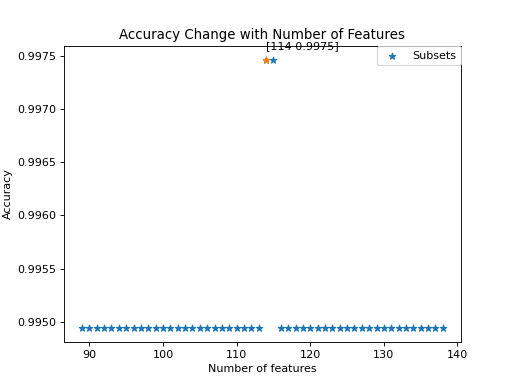 Accuracy Change with Number of Features
[114 0.9975]
Subsets
0.9975
0.9970
0.9965
0.9960
0.9955
0.9950
Accuracy
90 100 110 120 130 140
Number of features